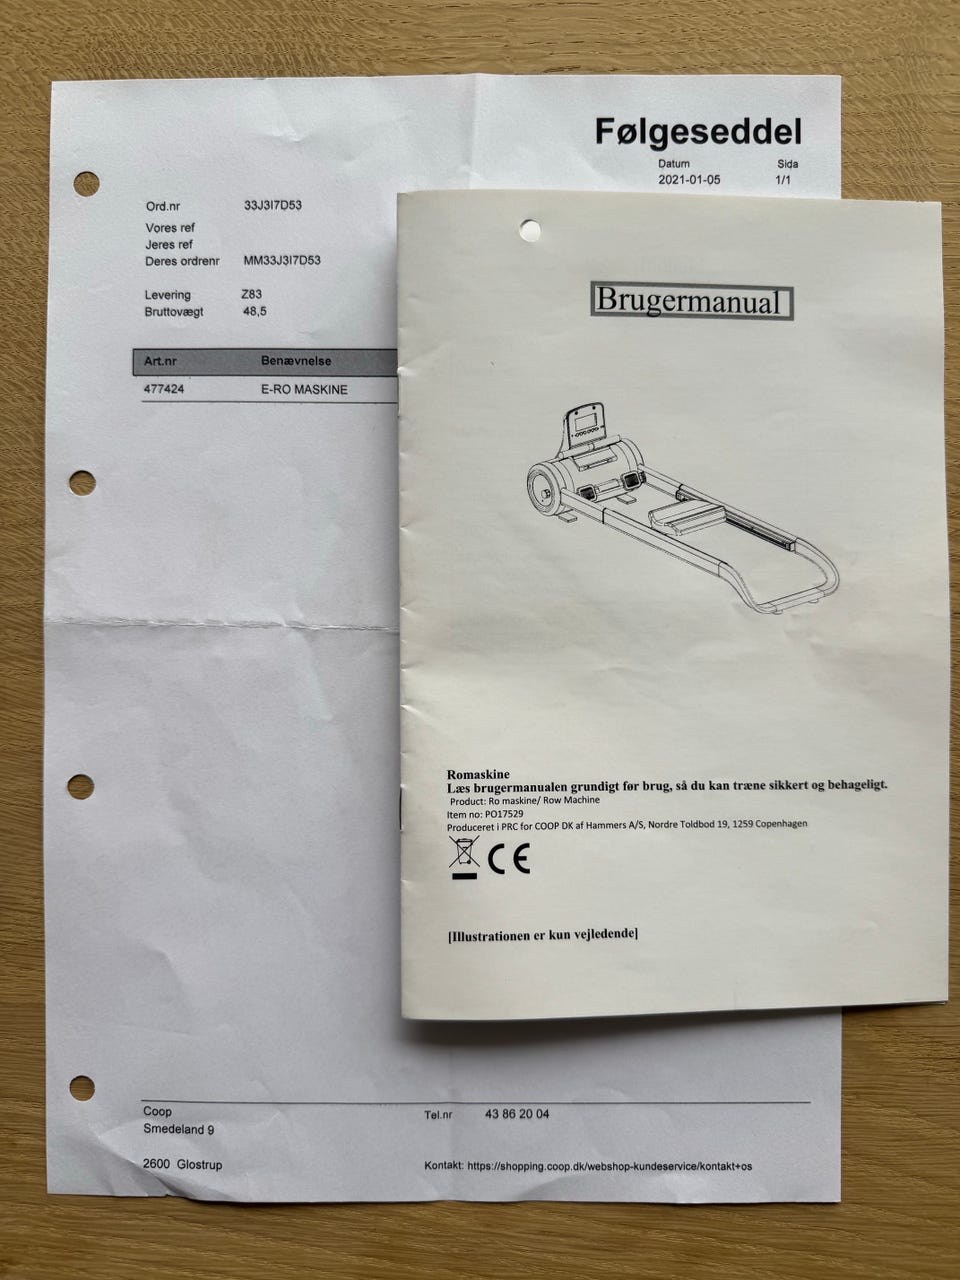 Følgeseddel
Datum Sida
2021-01-05 1/1
Ord.nr 33J3I7D53
Vores ref
Jeres ref
Deres ordrenr MM33J3I7D53
Levering Z83
Bruttovægt 48,5
Art.nr Benævnelse
477424 E-RO MASKINE
Brugermanual
Romaskine
Læs brugermanualen grundigt før brug, så du kan træne sikkert og behageligt.
Product: Ro maskine/ Row Machine
Item no: PO17529
Produceret i PRC for COOP DK af Hammers A/S, Nordre Toldbod 19, 1259 Copenhagen
CE
[Illustrationen er kun vejledende]
Coop Tel.nr 43 86 20 04
Smedeland 9
2600 Glostrup Kontakt: https://shopping.coop.dk/webshop-kundeservice/kontakt+os